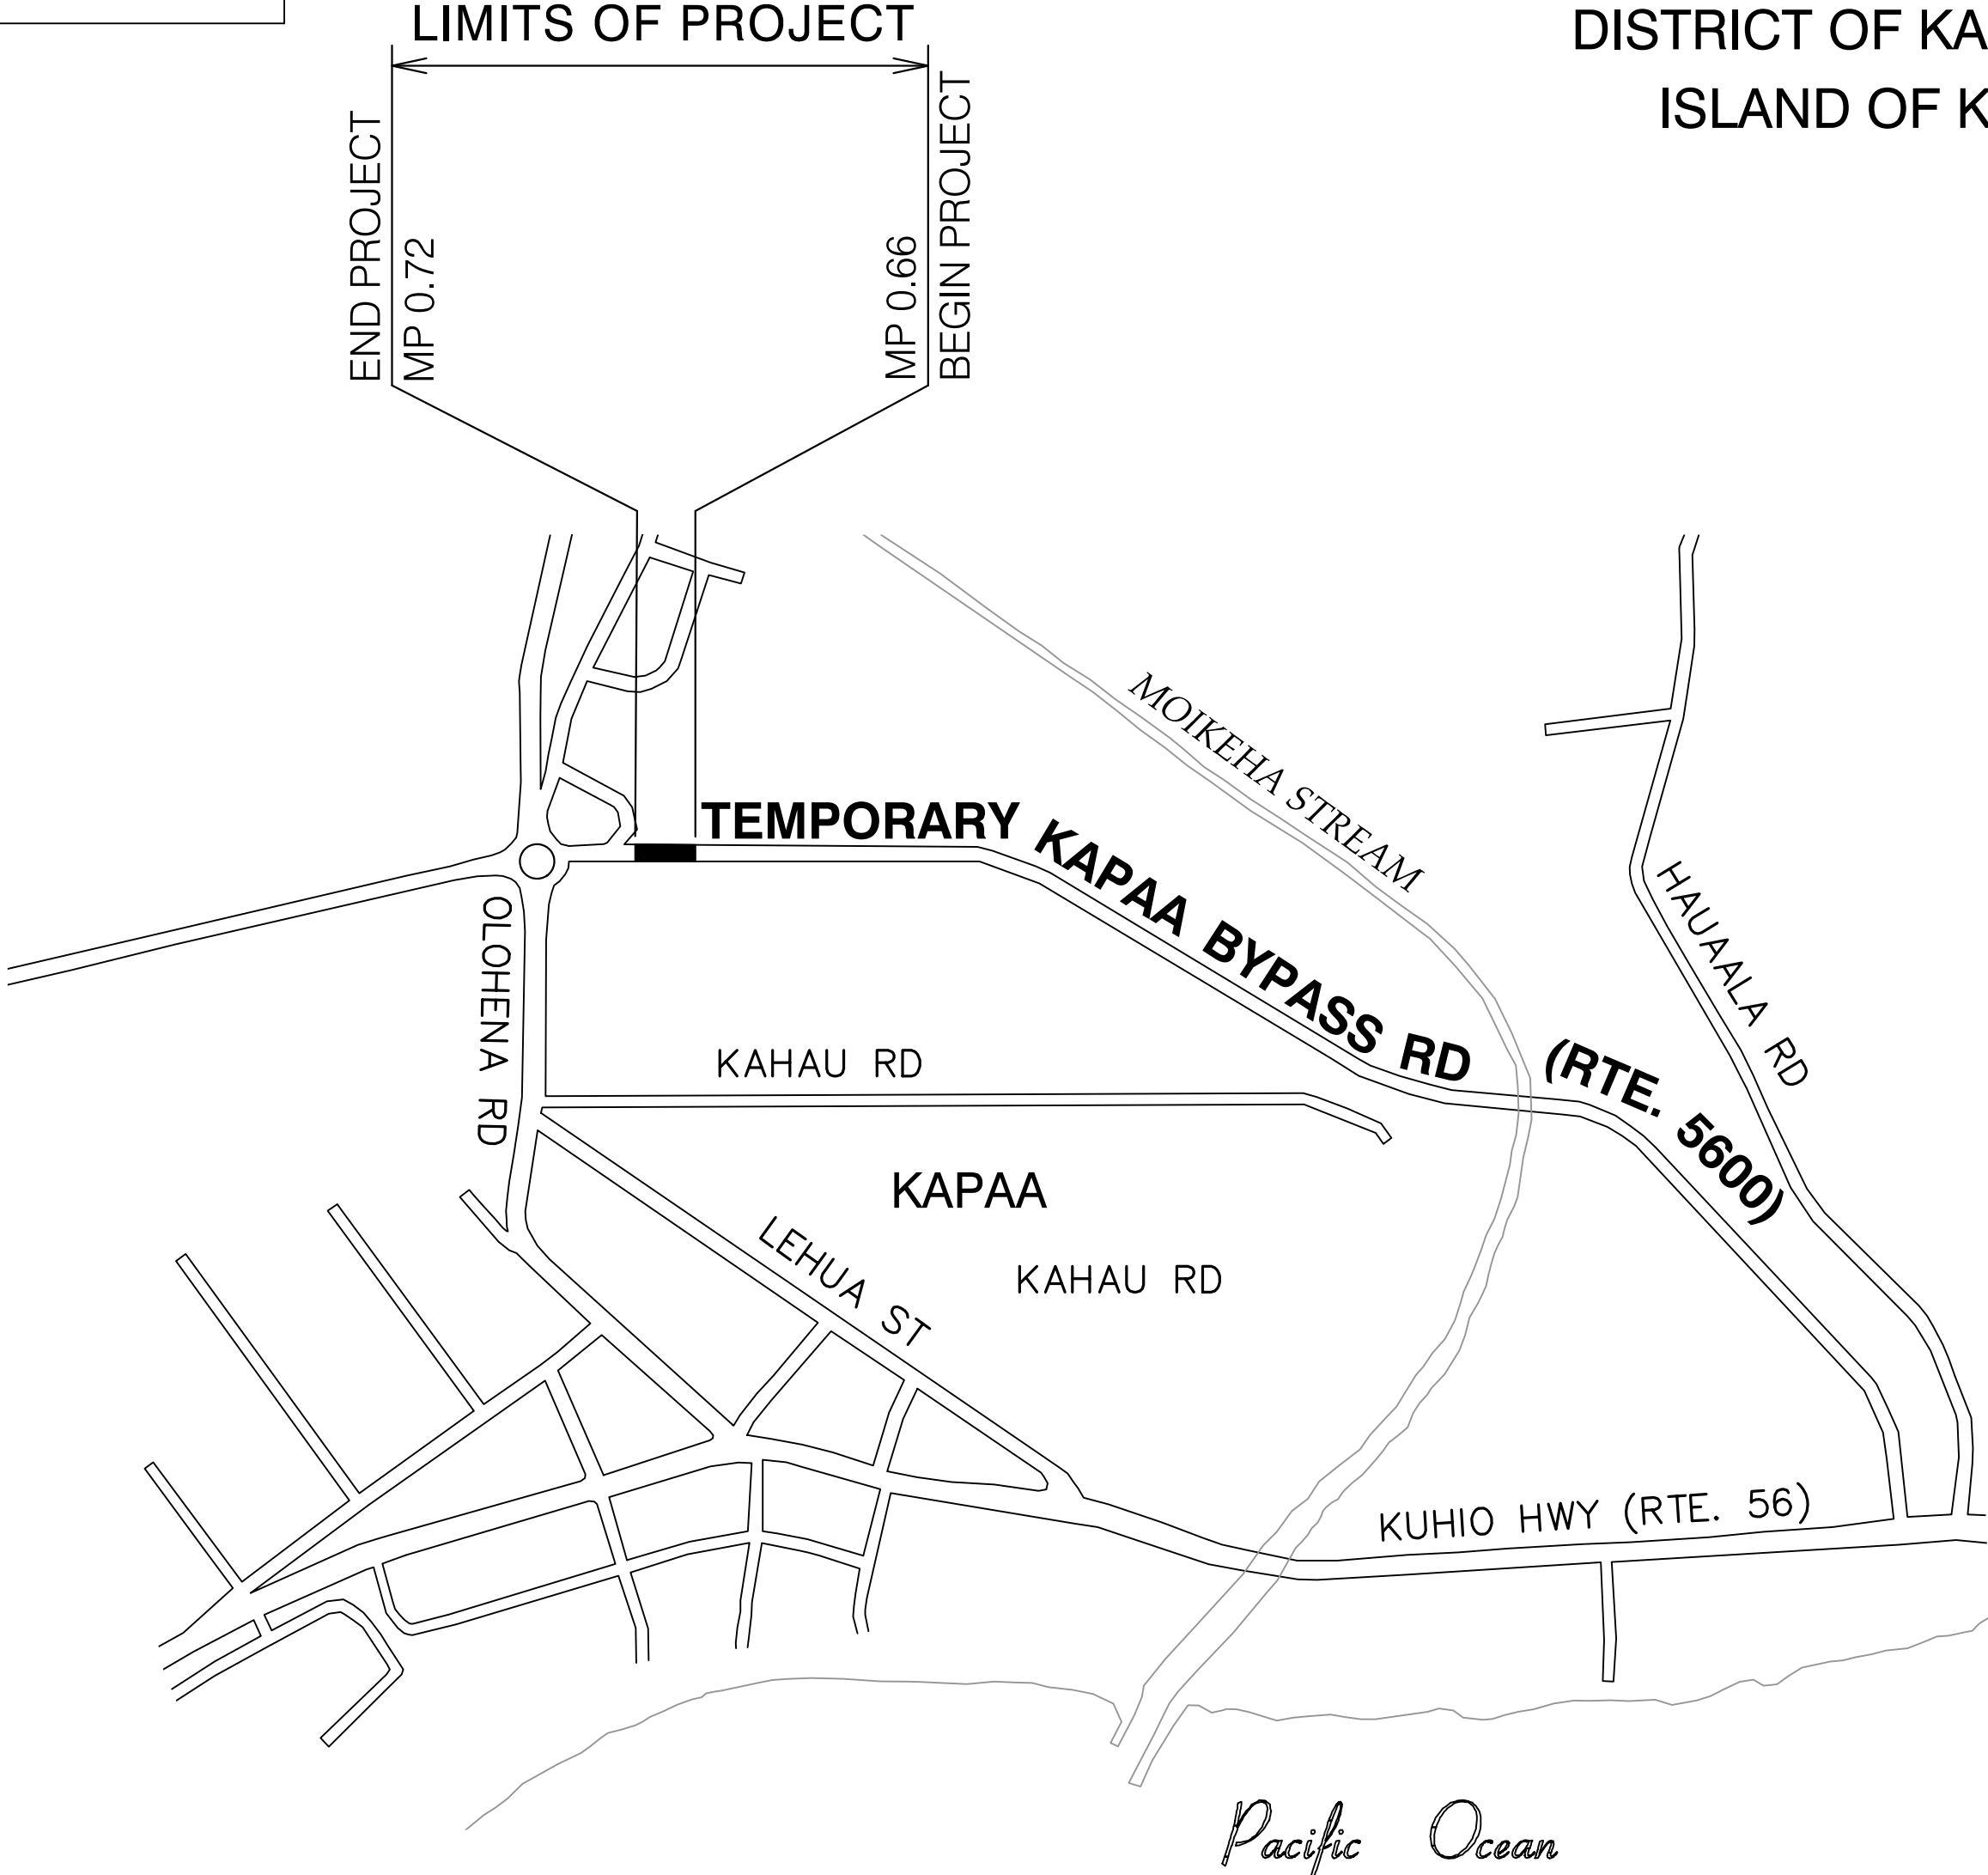 LIMITS OF PROJECT
DISTRICT OF KA
ISLAND OF K
END PROJECT
MP 0.72
MP 0.66
BEGIN PROJECT
MOIKEHA STREAM
TEMPORARY KAPAA BYPASS RD (RTE. 5600)
HAUAALA RD
OLOHENA RD
KAHAU RD
KAPAA
LEHUA ST
KAHAU RD
KUHIO HWY (RTE. 56)
Pacific Ocean